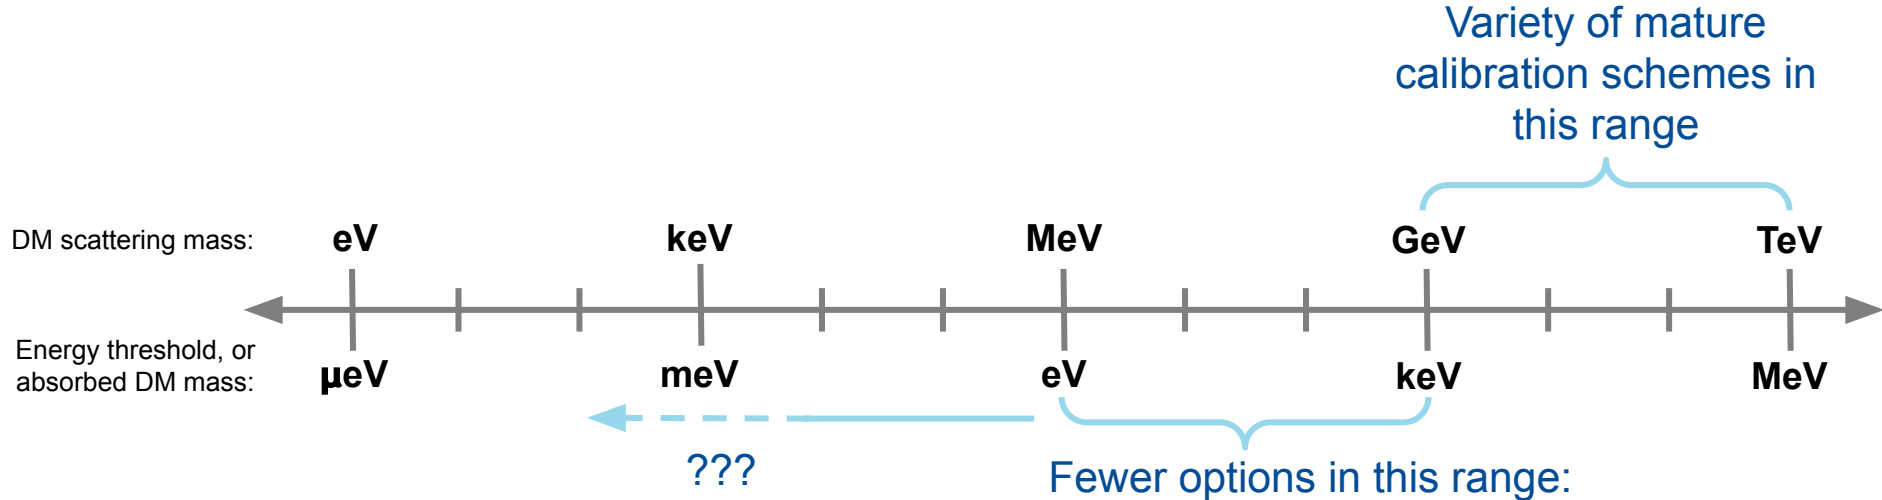 Variety of mature
calibration schemes in
this range
DM scattering mass: eV keV MeV GeV TeV
Energy threshold, or
absorbed DM mass: μeV meV eV keV MeV
???
Fewer options in this range: